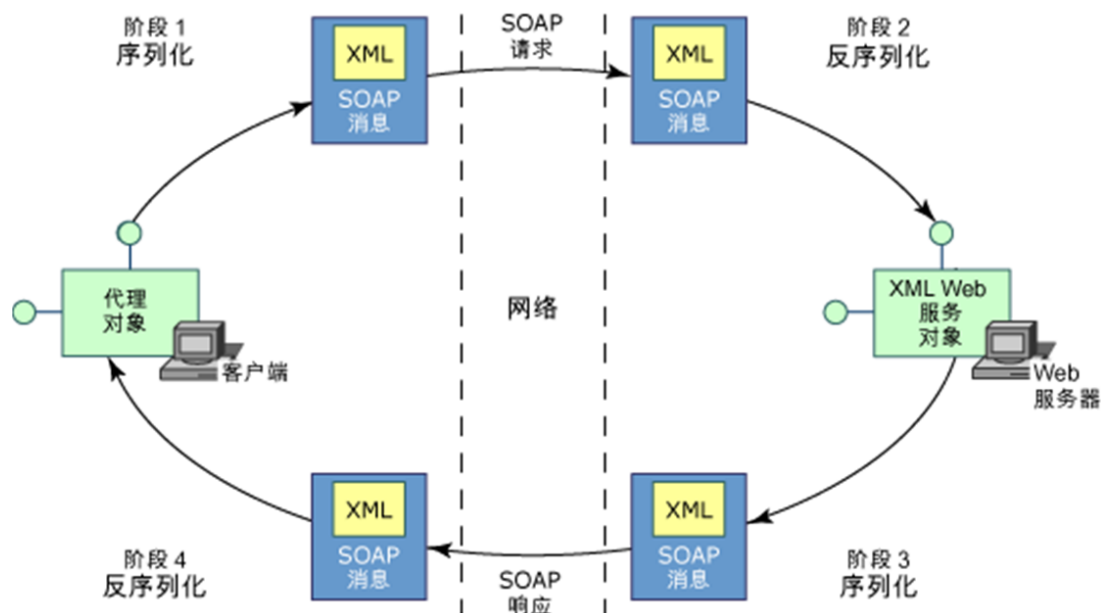 阶段 1
序列化
XML
SOAP
消息
SOAP
请求
XML
SOAP
消息
阶段 2
反序列化
代理
对象
客户端
网络
XML Web
服务
对象
Web
服务器
阶段 4
反序列化
XML
SOAP
消息
SOAP
响应
XML
SOAP
消息
阶段 3
序列化